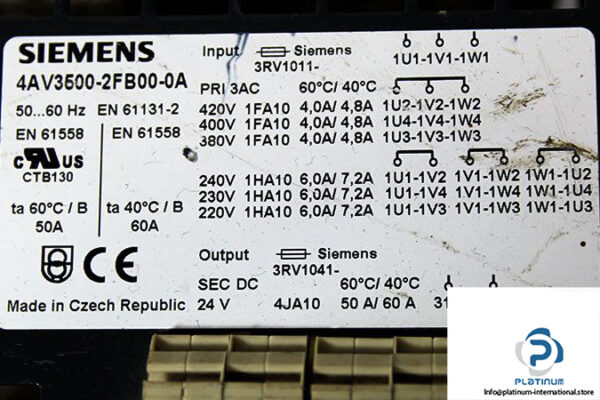 SIEMENS
4AV3500-2FB00-0A
50...60 Hz EN 61131-2
EN 61558 EN 61558
c RU US
CTB130
ta 60°C / B ta 40°C / B
50A 60A
CE
Made in Czech Republic
Input Siemens
3RV1011-
1U1-1V1-1W1
PRI 3AC 60°C/ 40°C
420V 1FA10 4,0A/ 4,8A 1U2-1V2-1W2
400V 1FA10 4,0A/ 4,8A 1U4-1V4-1W4
380V 1FA10 4,0A/ 4,8A 1U3-1V3-1W3
240V 1HA10 6,0A/ 7,2A 1U1-1V2 1V1-1W2 1W1-1U2
230V 1HA10 6,0A/ 7,2A 1U1-1V4 1V1-1W4 1W1-1U4
220V 1HA10 6,0A/ 7,2A 1U1-1V3 1V1-1W3 1W1-1U3
Output Siemens
3RV1041-
SEC DC 60°C/ 40°C
24 V 4JA10 50 A/ 60 A
PLATINUM
Info@platinum-international.store